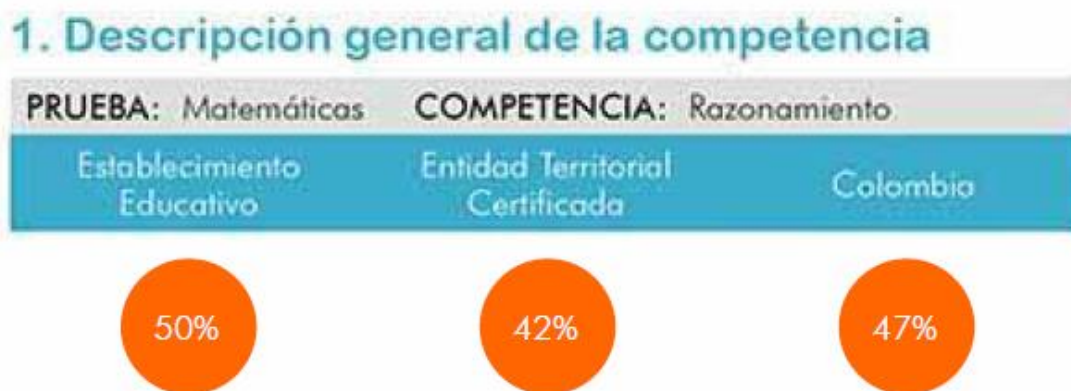 1. Descripción general de la competencia
PRUEBA: Matemáticas COMPETENCIA: Razonamiento
Establecimiento Educativo
Entidad Territorial Certificada
Colombia
50% 42% 47%